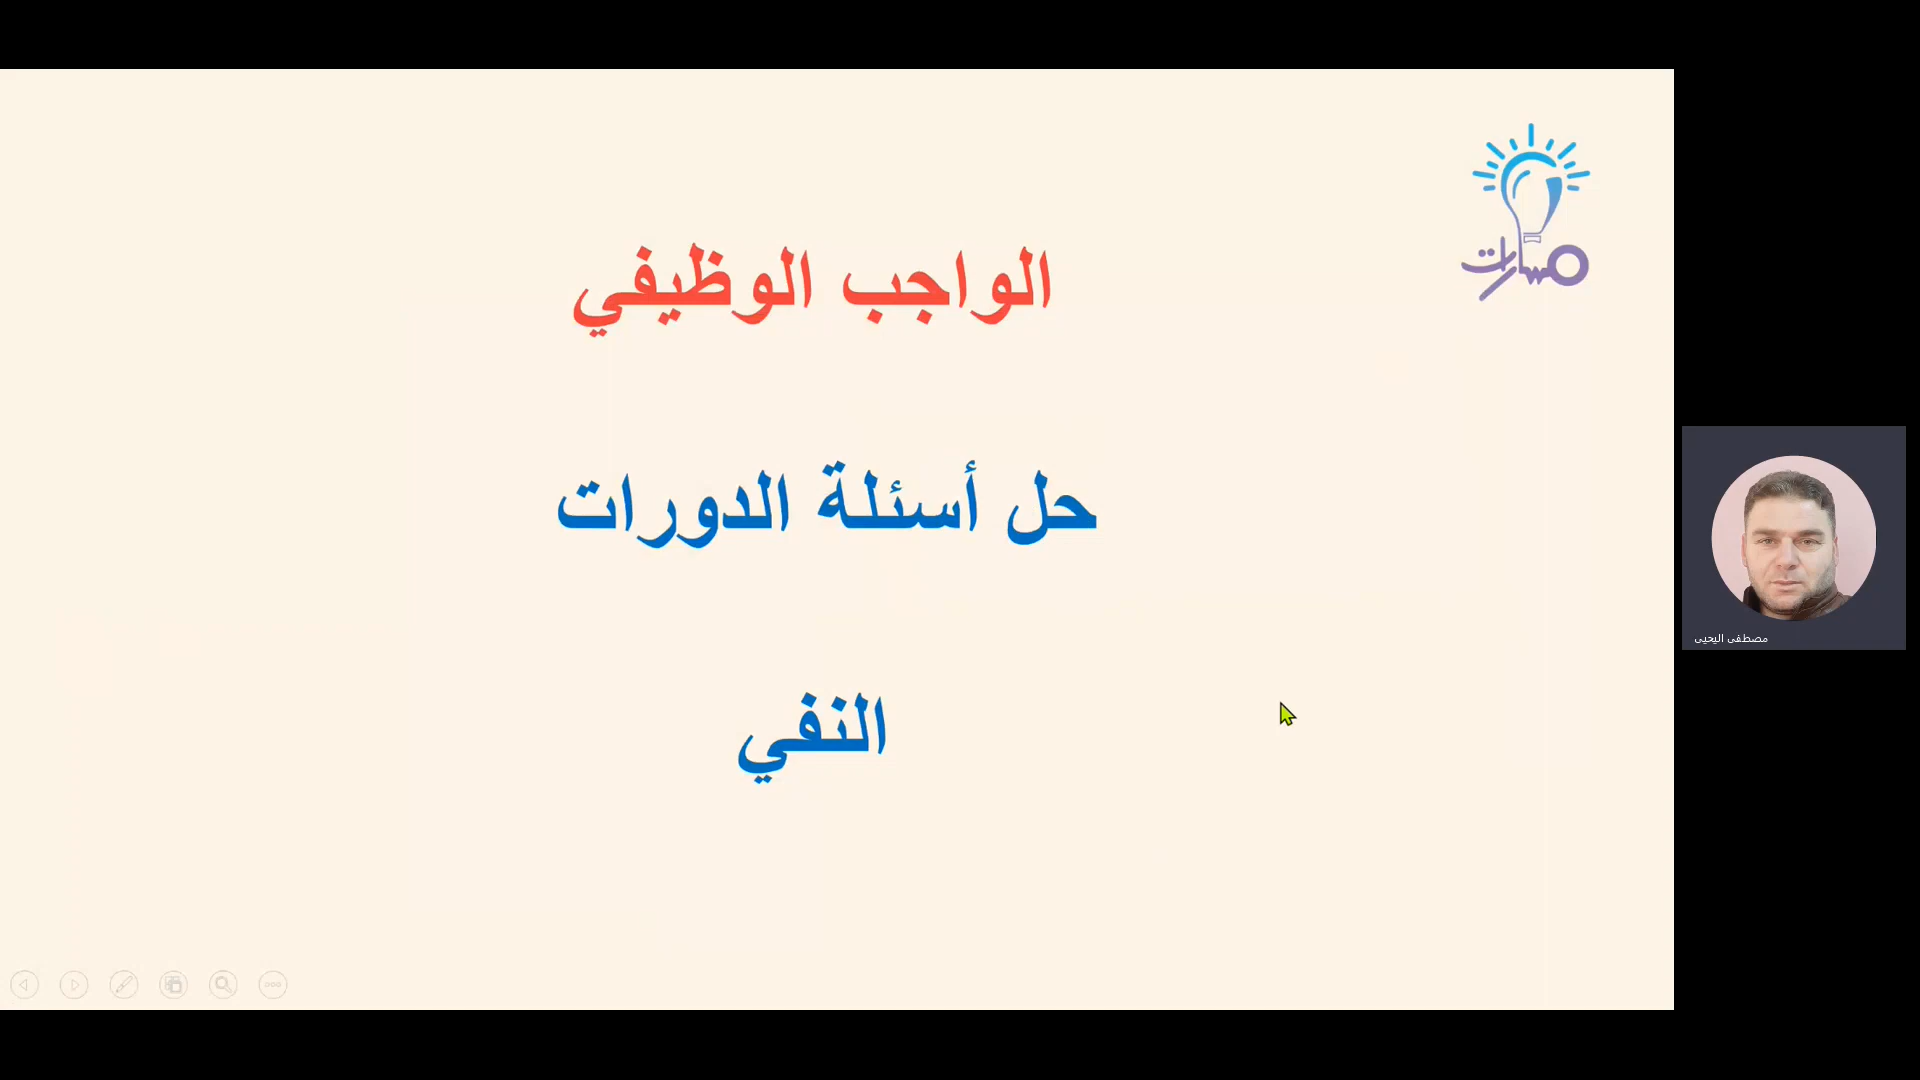 مسارات
الواجب الوظيفي
حل أسئلة الدورات
النفي
مصطفى اليحيى